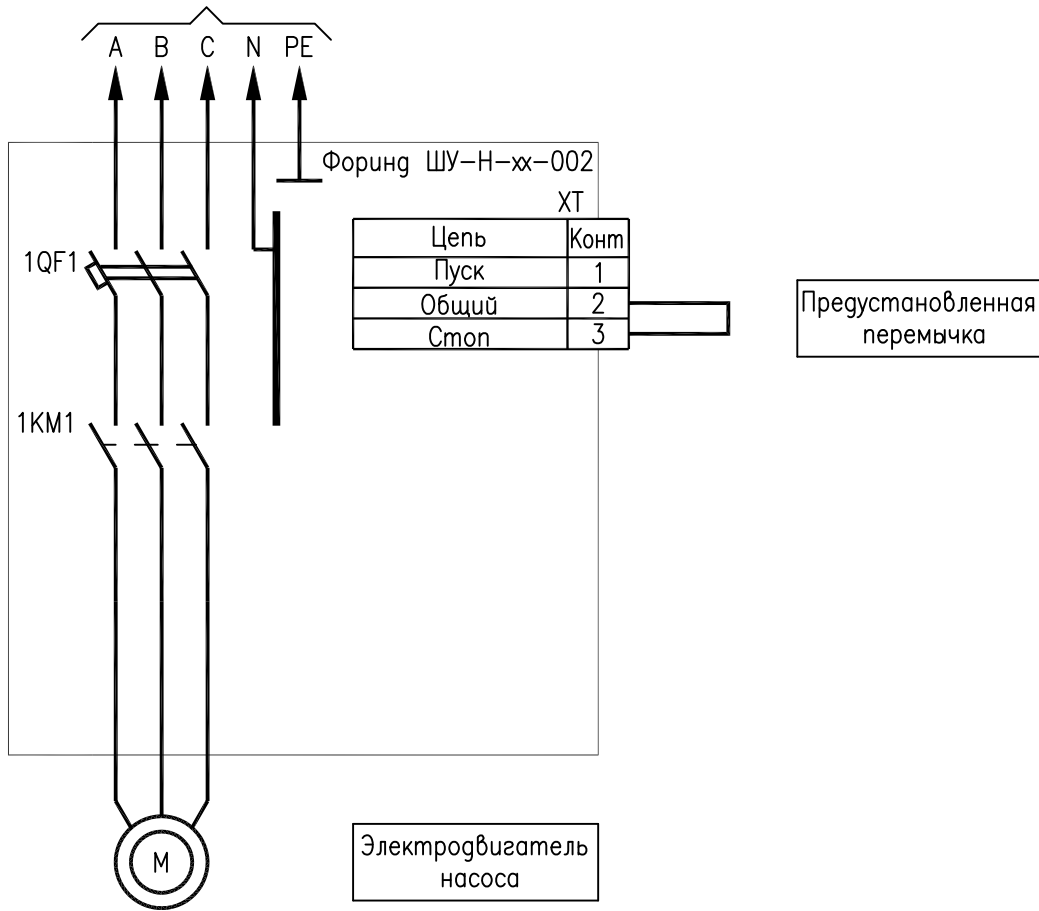 A B C N PE
Форинд ШУ-Н-хх-002
XT
Цепь Конт
1QF1
Пуск 1
Общий 2
Стоп 3
Предустановленная
перемычка
1KM1
M
Электродвигатель
насоса